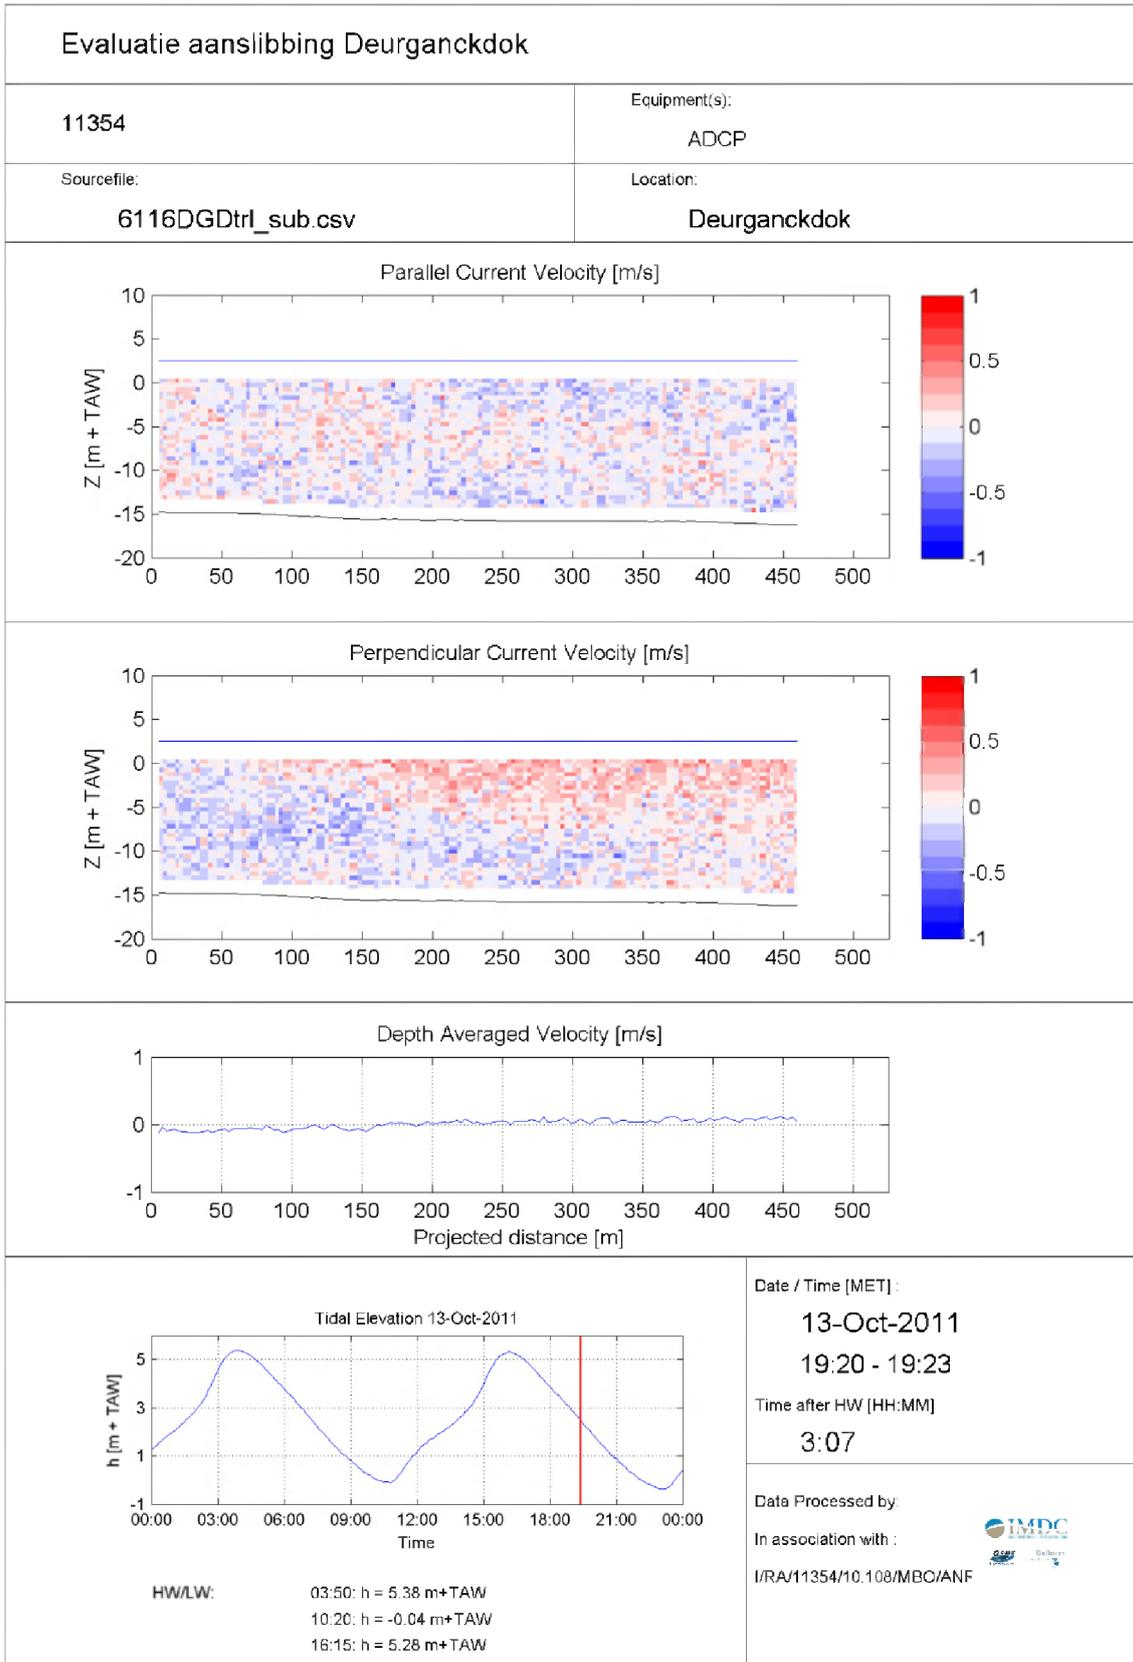 Evaluatie aanslibbing Deurganckdok
11354
Equipment(s):
ADCP
Sourcefile:
6116DGDtrl_sub.csv
Location:
Deurganckdok
Parallel Current Velocity [m/s]
10
5
0
-5
-10
-15
-20
Z [m + TAW]
0 50 100 150 200 250 300 350 400 450 500
1
0.5
0
-0.5
-1
Perpendicular Current Velocity [m/s]
10
5
0
-5
-10
-15
-20
Z [m + TAW]
0 50 100 150 200 250 300 350 400 450 500
1
0.5
0
-0.5
-1
Depth Averaged Velocity [m/s]
1
0
-1
0 50 100 150 200 250 300 350 400 450 500
Projected distance [m]
Tidal Elevation 13-Oct-2011
5
3
1
-1
h [m + TAW]
00:00 03:00 06:00 09:00 12:00 15:00 18:00 21:00 00:00
Time
HW/LW:
03:50: h = 5.38 m+TAW
10:20: h = -0.04 m+TAW
16:15: h = 5.28 m+TAW
Date / Time [MET] :
13-Oct-2011
19:20 - 19:23
Time after HW [HH:MM]
3:07
Data Processed by:
IMDC
In association with :
I/RA/11354/10.108/MBO/ANF